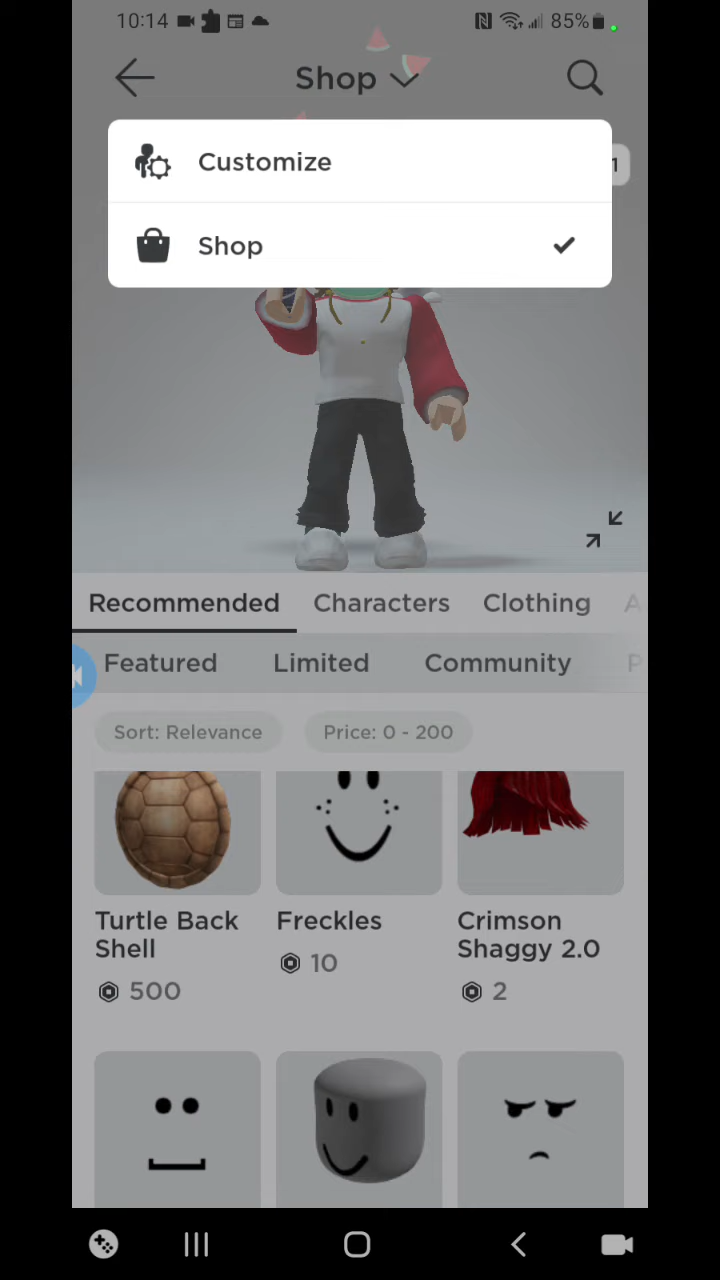 10:14
85%
Shop
1
Customize
Shop
Recommended Characters Clothing A
Featured Limited Community P
Sort: Relevance Price: 0 - 200
Turtle Back Shell
500
Freckles
10
Crimson Shaggy 2.0
2